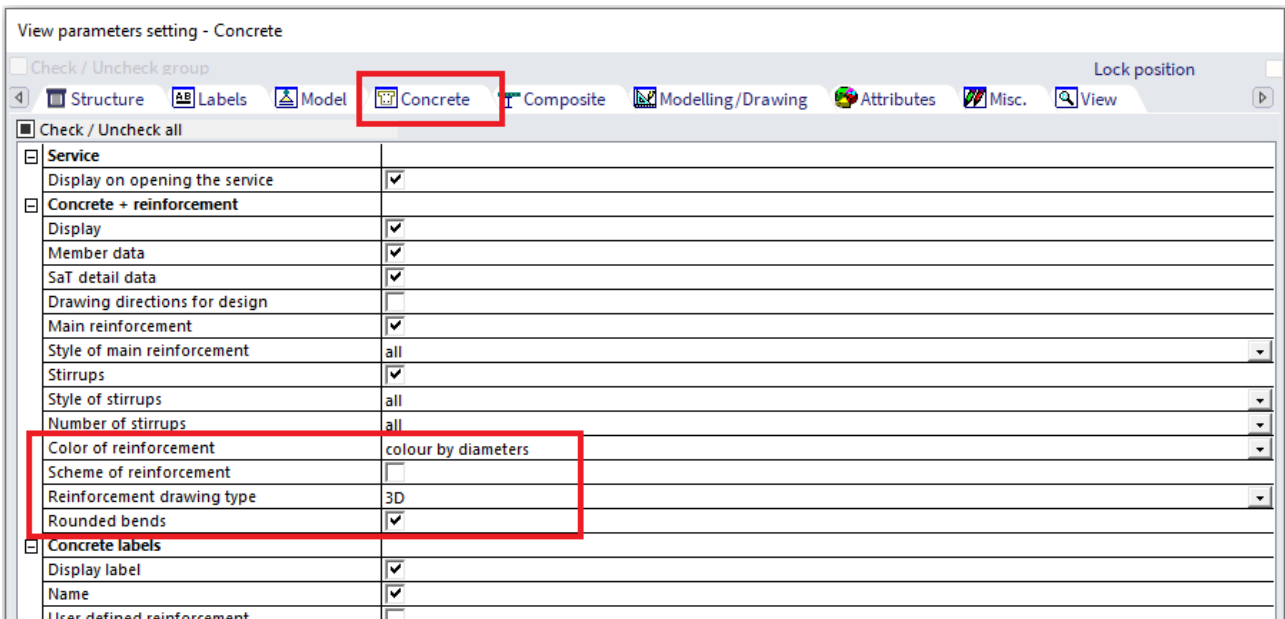 View parameters setting - Concrete
Check / Uncheck group Lock position
Structure Labels Model Concrete Composite Modelling/Drawing Attributes Misc. View
Check / Uncheck all
Service
Display on opening the service
Concrete + reinforcement
Display
Member data
SaT detail data
Drawing directions for design
Main reinforcement
Style of main reinforcement all
Stirrups
Style of stirrups all
Number of stirrups all
Color of reinforcement colour by diameters
Scheme of reinforcement
Reinforcement drawing type 3D
Rounded bends
Concrete labels
Display label
Name
User defined reinforcement